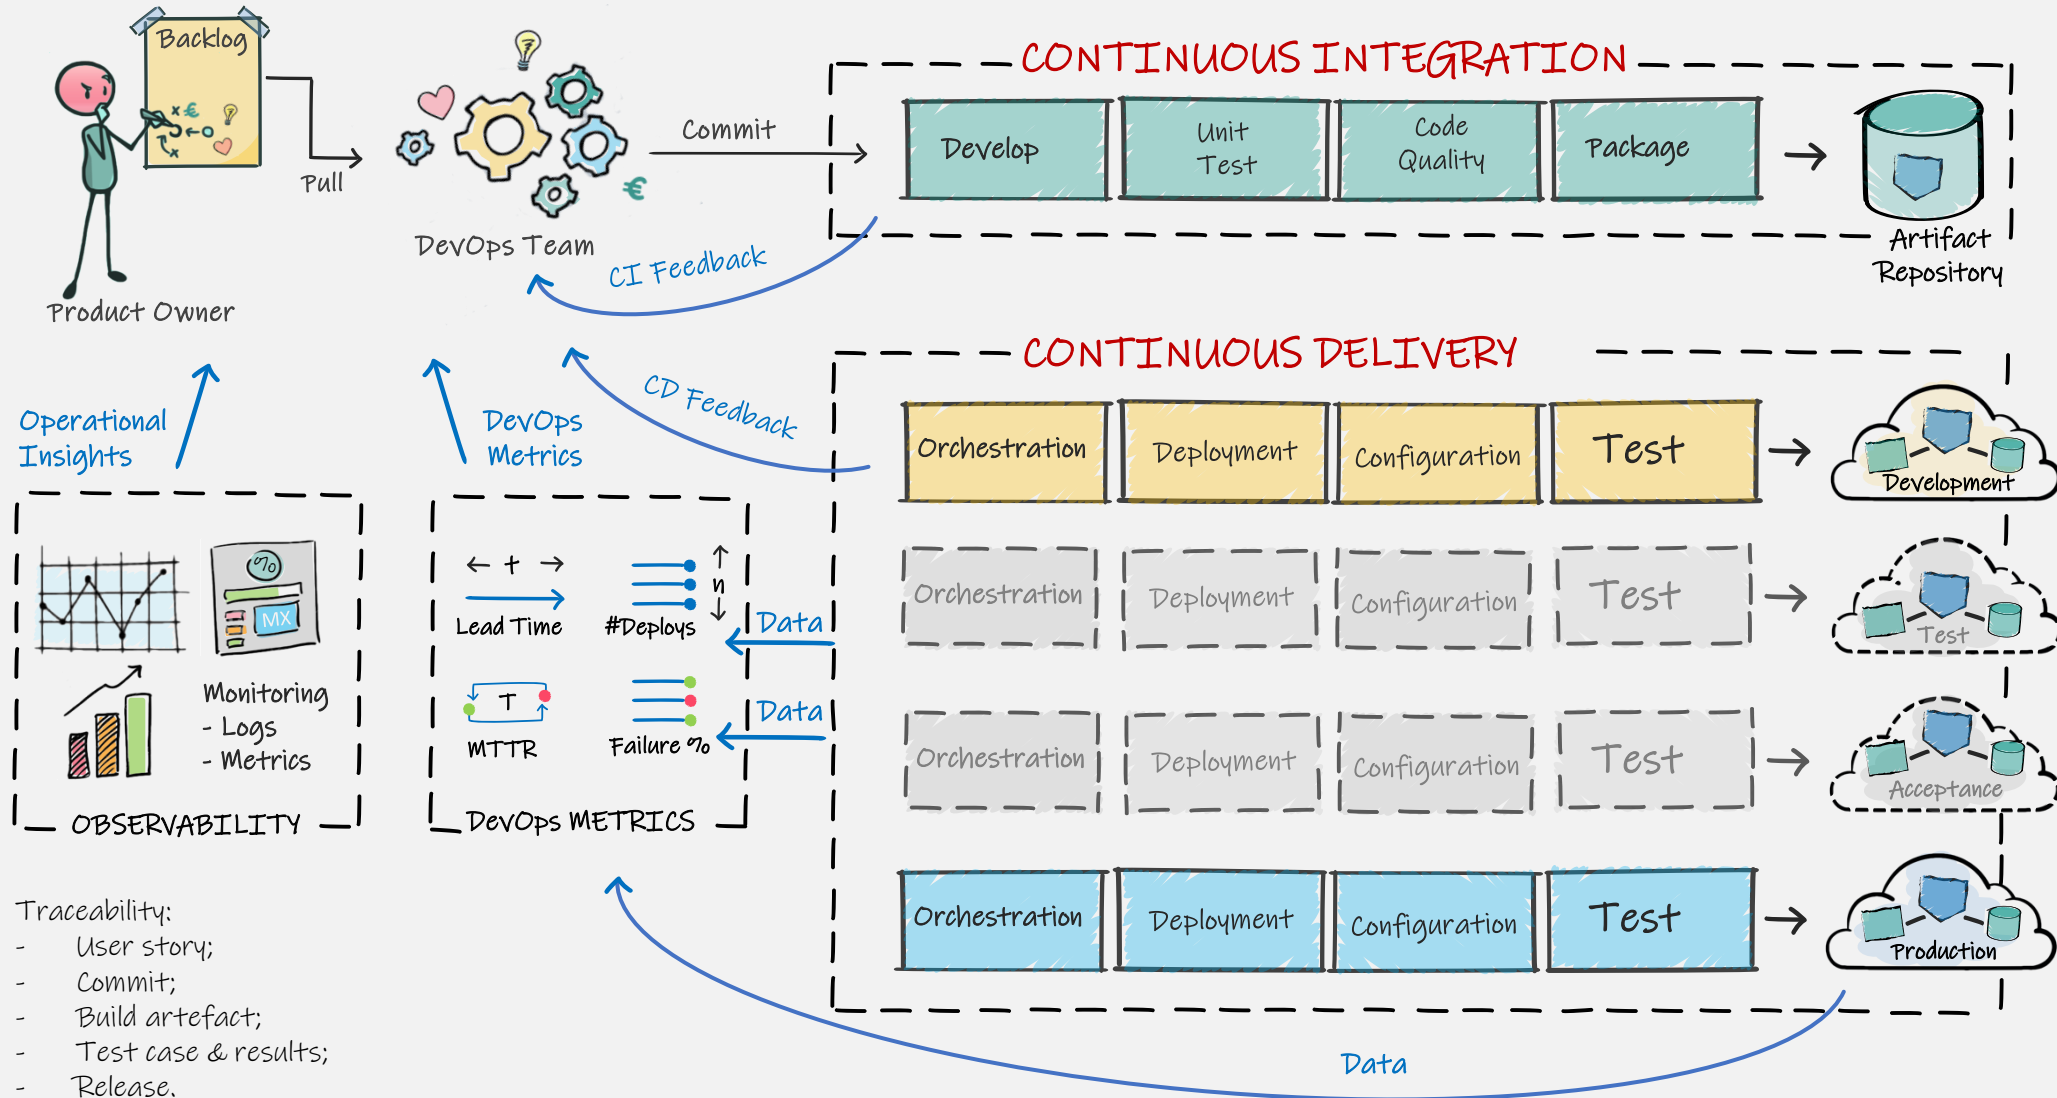 Backlog
Pull
Product Owner
DevOps Team
Commit
CONTINUOUS INTEGRATION
Develop
Unit
Test
Code
Quality
Package
Artifact
Repository
CI Feedback
CD Feedback
CONTINUOUS DELIVERY
Orchestration
Deployment
Configuration
Test
Development
Orchestration
Deployment
Configuration
Test
Test
Orchestration
Deployment
Configuration
Test
Acceptance
Orchestration
Deployment
Configuration
Test
Production
Operational
Insights
DevOps
Metrics
%
MX
Monitoring
- Logs
- Metrics
OBSERVABILITY
t
Lead Time
n
#Deploys
T
MTTR
Failure %
DevOps METRICS
Data
Data
Data
Traceability:
- User story;
- Commit;
- Build artefact;
- Test case & results;
- Release.